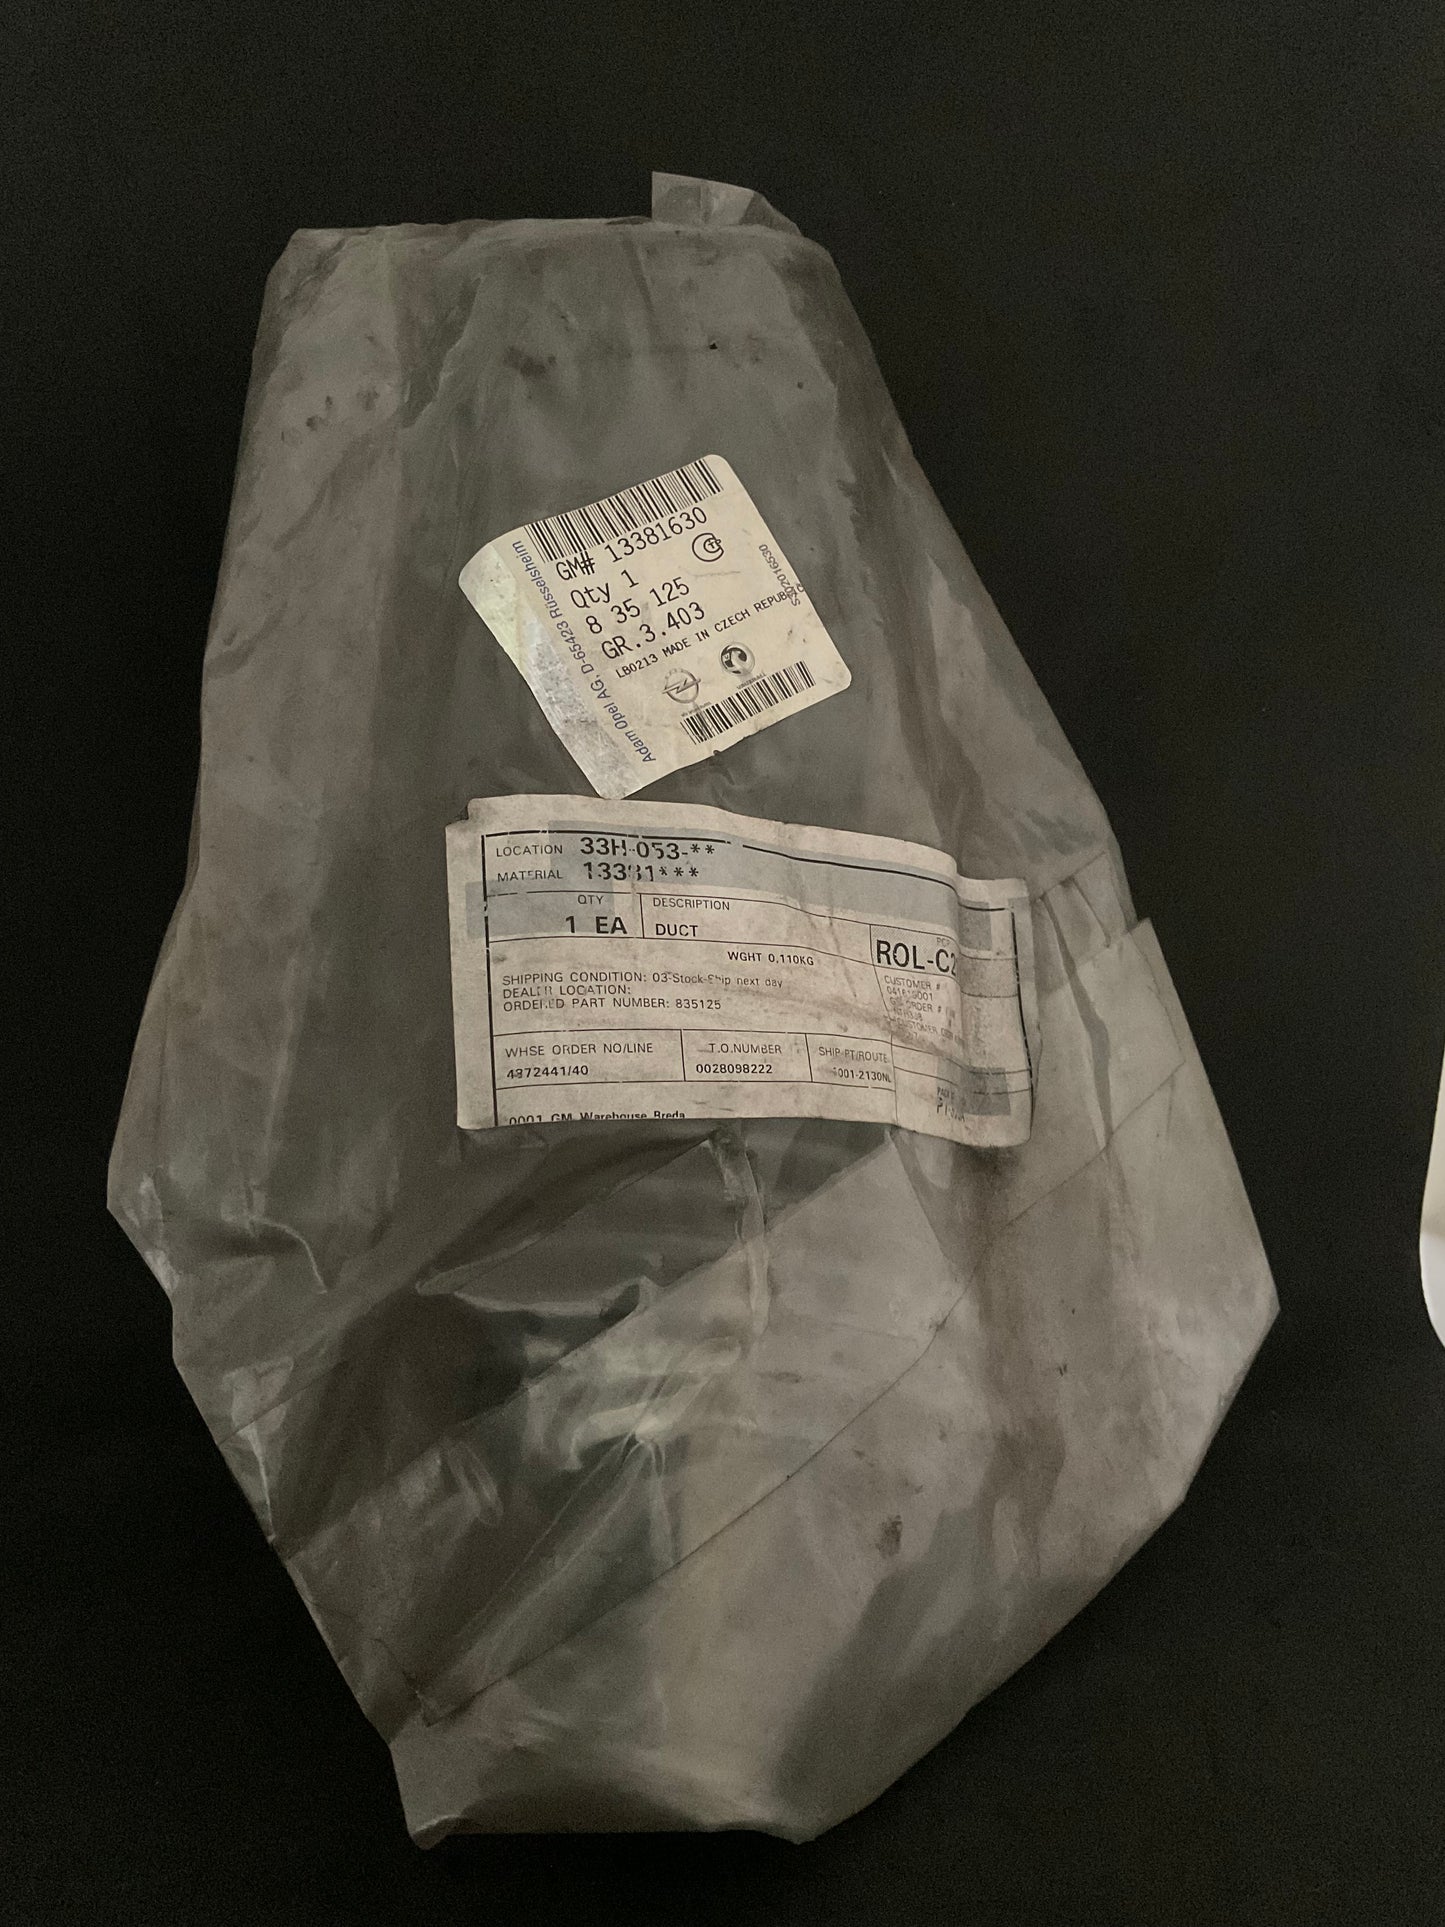 GM# 13381630
Qty 1
8 35 125
GR.3.403
LB0213 MADE IN CZECH REPUBLIC
Adam Opel AG, D-65423 Rüsselsheim
LOCATION 33H-053-**
MATERIAL 13381***
QTY DESCRIPTION
1 EA DUCT
WGHT 0,110KG
ROL-C2
SHIPPING CONDITION: 03-Stock-Ship next day
DEALER LOCATION:
ORDERED PART NUMBER: 835125
CUSTOMER #
WHSE ORDER NO/LINE T.O.NUMBER SHIP-PT/ROUTE
4372441/40 0028098222
0001 GM Warehouse Breda